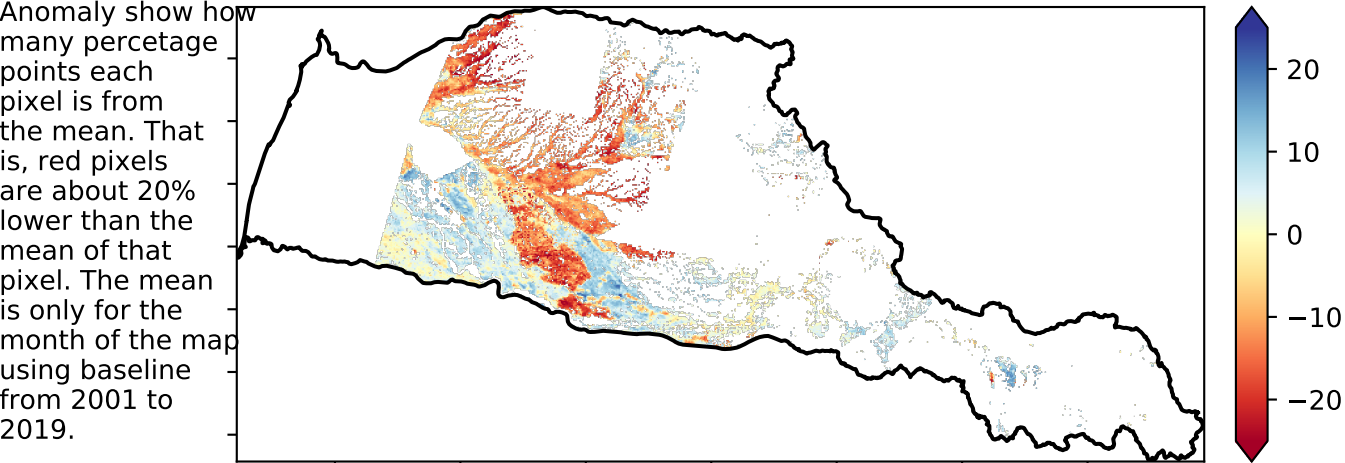 Anomaly show how
many percetage
points each
pixel is from
the mean. That
is, red pixels
are about 20%
lower than the
mean of that
pixel. The mean
is only for the
month of the map
using baseline
from 2001 to
2019.
20
10
0
−10
−20